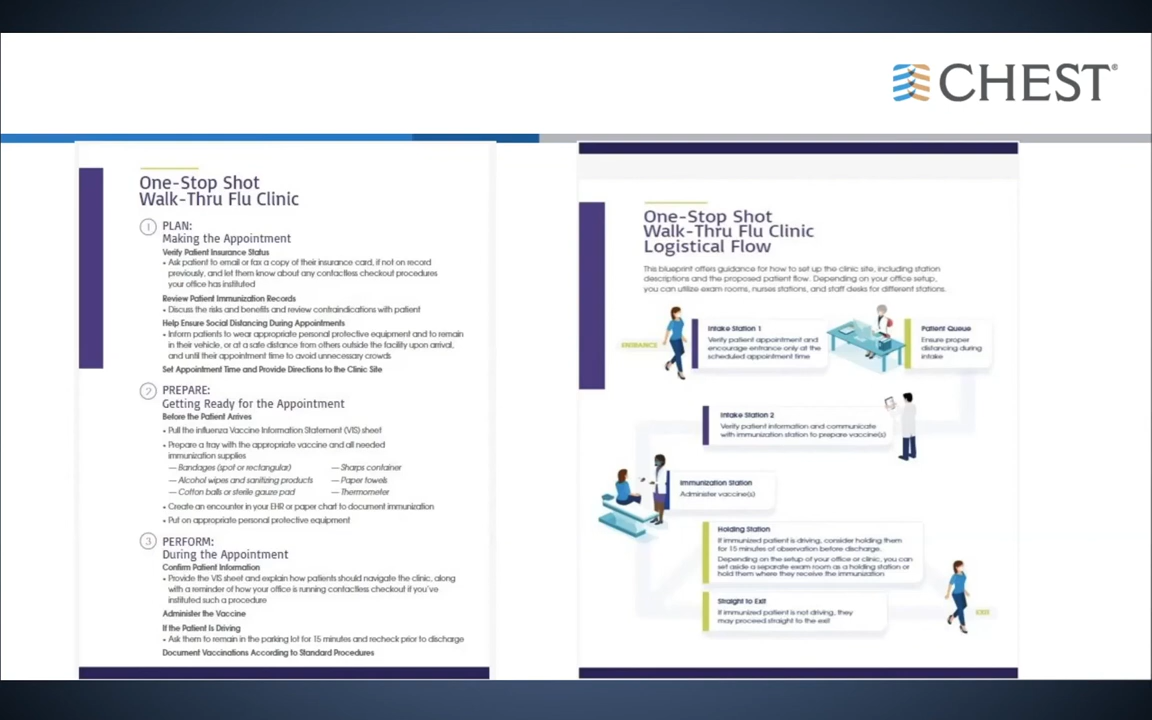 CHEST®
One-Stop Shot
Walk-Thru Flu Clinic
1 PLAN:
Making the Appointment
Verify Patient Insurance Status
• Ask patient to email or fax a copy of their insurance card, if not on record
previously, and let them know about any contactless checkout procedures
your office has instituted
Review Patient Immunization Records
• Discuss the risks and benefits and review contraindications with patient
Help Ensure Social Distancing During Appointments
• Inform patients to wear appropriate personal protective equipment and to remain
in their vehicle, or at a safe distance from others outside the facility upon arrival,
and until their appointment time to avoid unnecessary crowds
Set Appointment Time and Provide Directions to the Clinic Site
2 PREPARE:
Getting Ready for the Appointment
Before the Patient Arrives
• Pull the influenza Vaccine Information Statement (VIS) sheet
• Prepare a tray with the appropriate vaccine and all needed
immunization supplies
— Bandages (spot or rectangular)
— Alcohol wipes and sanitizing products
— Cotton balls or sterile gauze pad
— Sharps container
— Paper towels
— Thermometer
• Create an encounter in your EHR or paper chart to document immunization
• Put on appropriate personal protective equipment
3 PERFORM:
During the Appointment
Confirm Patient Information
• Provide the VIS sheet and explain how patients should navigate the clinic, along
with a reminder of how your office is running contactless checkout if you've
instituted such a procedure
Administer the Vaccine
If the Patient Is Driving
• Ask them to remain in the parking lot for 15 minutes and recheck prior to discharge
Document Vaccinations According to Standard Procedures
One-Stop Shot
Walk-Thru Flu Clinic
Logistical Flow
This blueprint offers guidance for how to set up the clinic site, including station
descriptions and the proposed patient flow. Depending on your office setup,
you can utilize exam rooms, nurses stations, and staff desks for different stations.
ENTRANCE
Intake Station 1
Verify patient appointment and
encourage entrance only at the
scheduled appointment time
Patient Queue
Ensure proper
distancing during
intake
Intake Station 2
Verify patient information and communicate
with immunization station to prepare vaccine(s)
Immunization Station
Administer vaccine(s)
Holding Station
If immunized patient is driving, consider holding them
for 15 minutes of observation before discharge.
Depending on the setup of your office or clinic, you can
set aside a separate exam room as a holding station or
hold them where they receive the immunization
Straight to Exit
If immunized patient is not driving, they
may proceed straight to the exit
EXIT